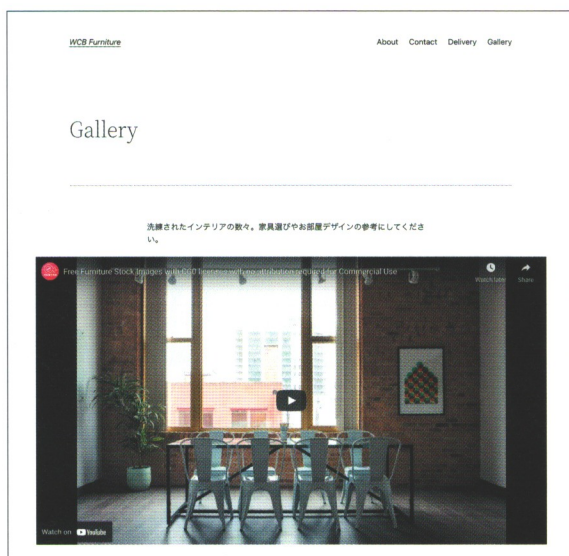 WCB Furniture
About Contact Delivery Gallery
Gallery
洗練されたインテリアの数々。家具選びやお部屋デザインの参考にしてくださ
い。
Free Furniture Stock Images with CC0 licenses with no attribution required for Commercial Use
Watch later
Share
Watch on YouTube